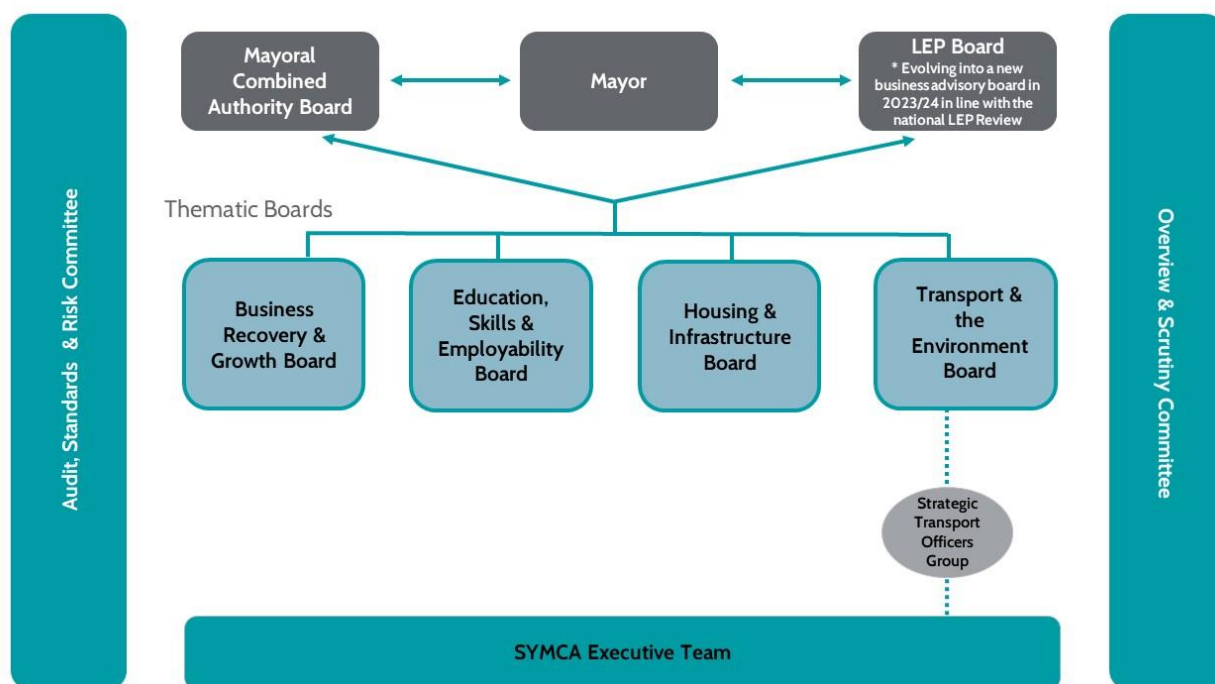 Audit, Standards & Risk Committee
Mayoral
Combined
Authority Board
Mayor
LEP Board
* Evolving into a new
business advisory board in
2023/24 in line with the
national LEP Review
Thematic Boards
Business
Recovery &
Growth Board
Education,
Skills &
Employability
Board
Housing &
Infrastructure
Board
Transport &
the
Environment
Board
Strategic
Transport
Officers
Group
SYMCA Executive Team
Overview & Scrutiny Committee